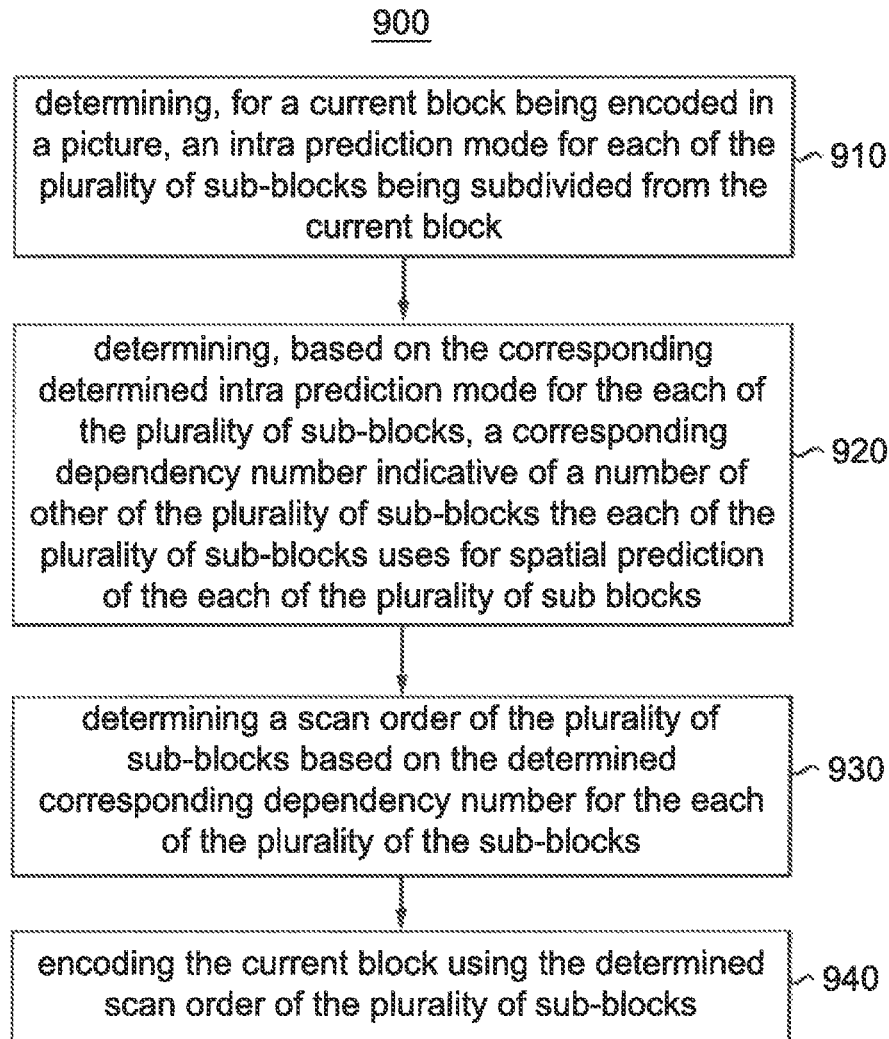 900
determining, for a current block being encoded in
a picture, an intra prediction mode for each of the
plurality of sub-blocks being subdivided from the
current block
910
determining, based on the corresponding
determined intra prediction mode for the each of
the plurality of sub-blocks, a corresponding
dependency number indicative of a number of
other of the plurality of sub-blocks the each of the
plurality of sub-blocks uses for spatial prediction
of the each of the plurality of sub blocks
920
determining a scan order of the plurality of
sub-blocks based on the determined
corresponding dependency number for the each
of the plurality of the sub-blocks
930
encoding the current block using the determined
scan order of the plurality of sub-blocks
940